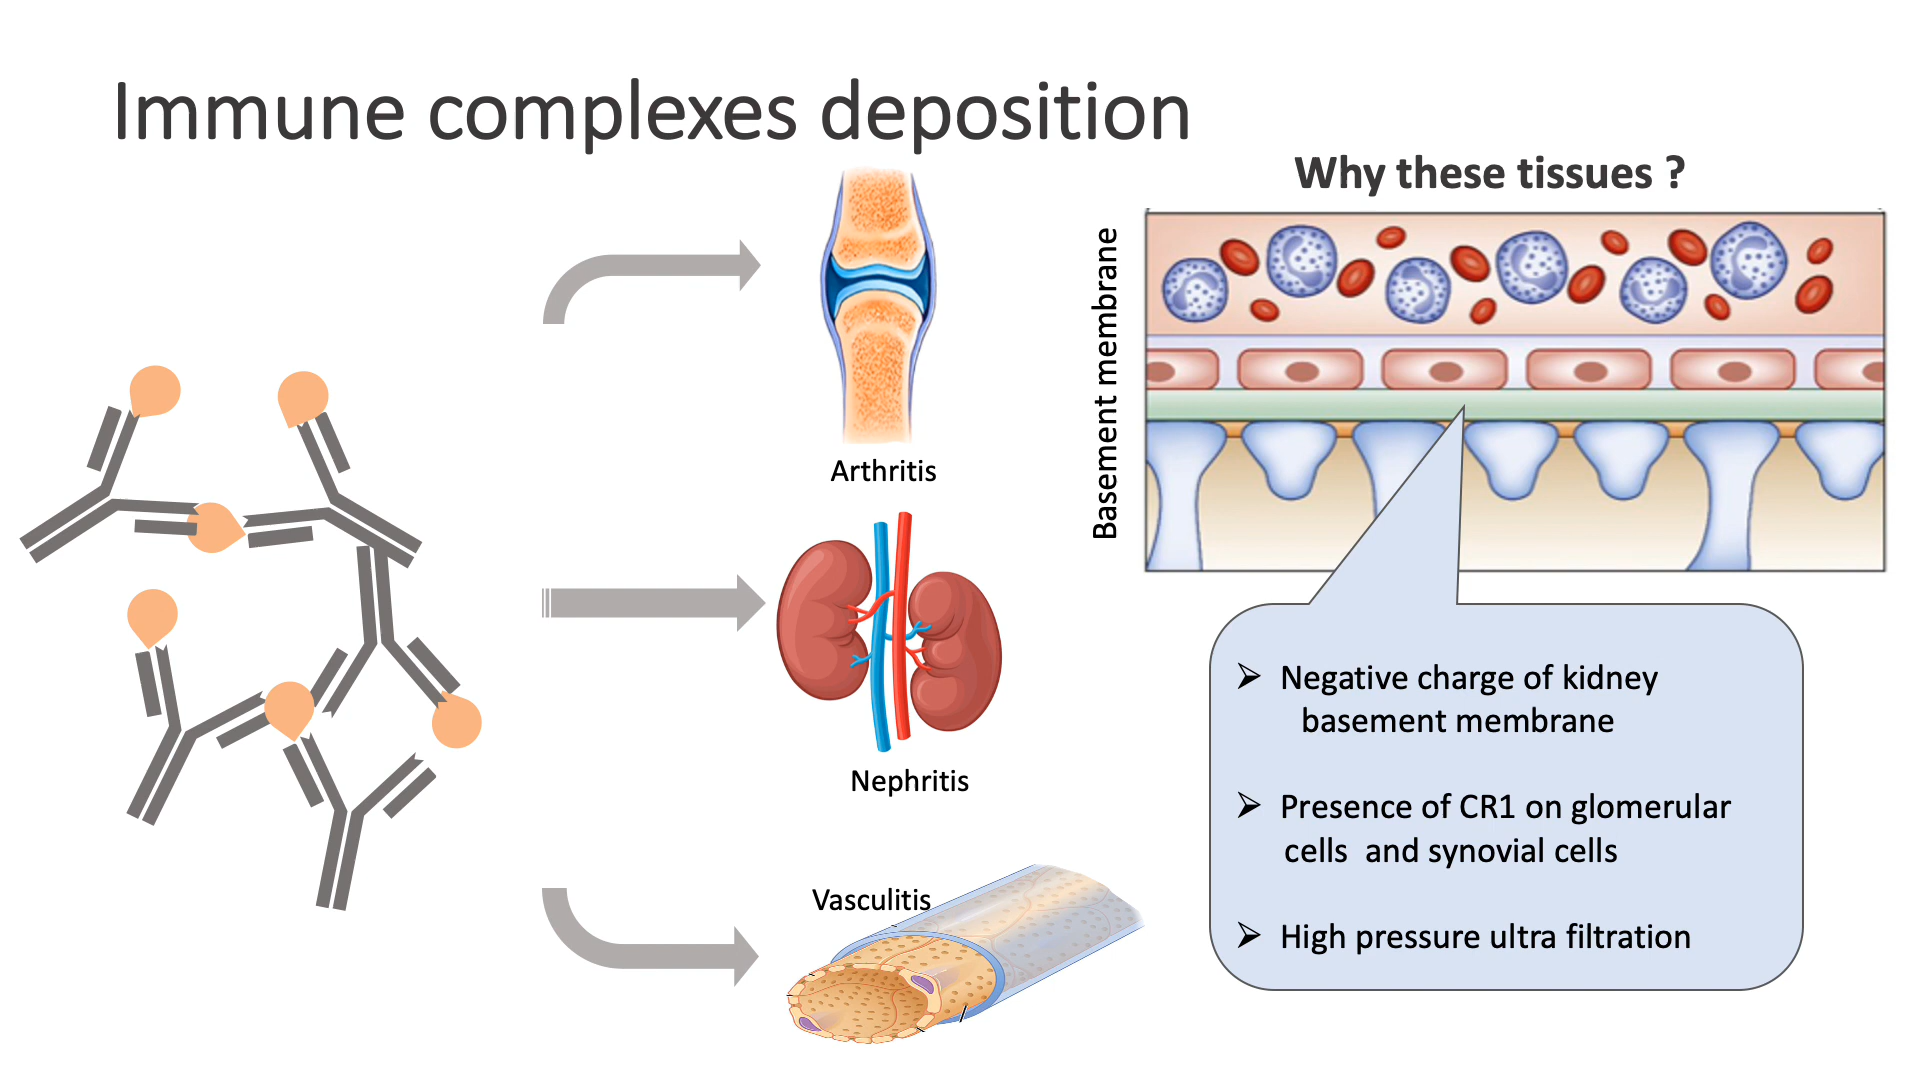 Immune complexes deposition
Why these tissues ?
Basement membrane
Arthritis
Nephritis
Vasculitis
➢ Negative charge of kidney
basement membrane
➢ Presence of CR1 on glomerular
cells  and synovial cells
➢ High pressure ultra filtration